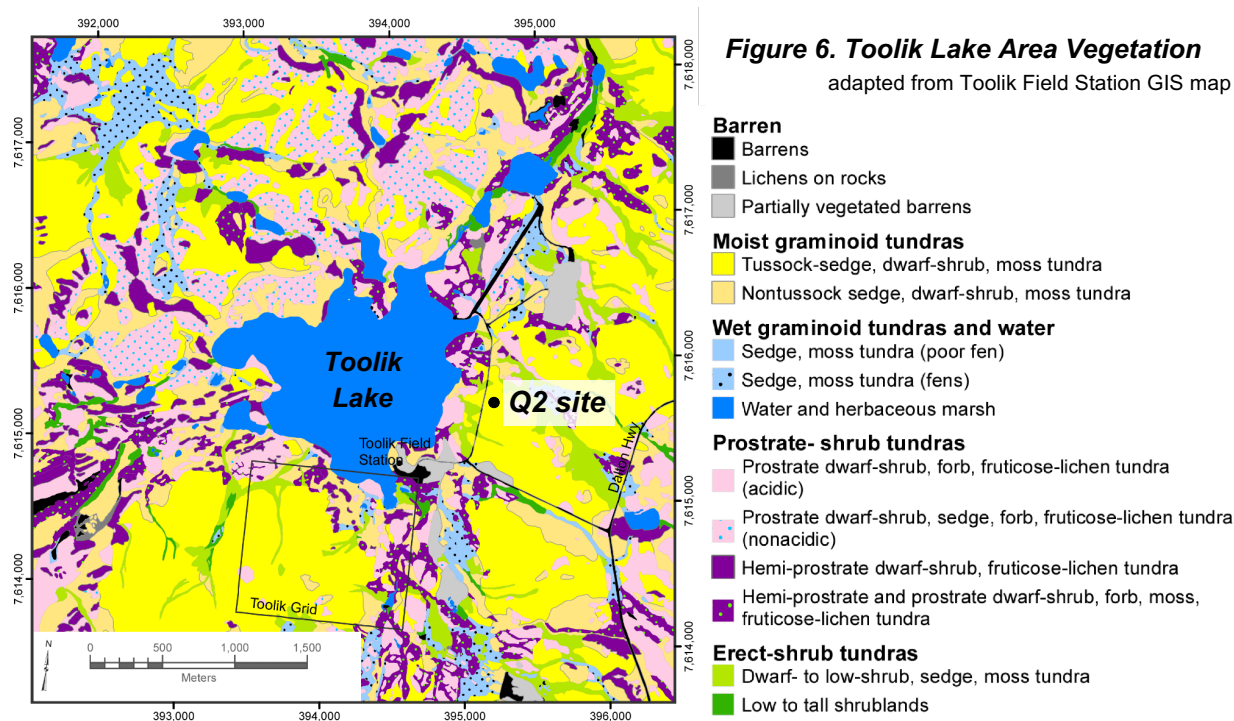 392,000
393,000
394,000
395,000
7,618,000
7,617,000
7,617,000
7,616,000
7,616,000
7,615,000
7,615,000
7,614,000
7,614,000
Toolik
Lake
Q2 site
Toolik Field
Station
Dalton Hwy
Toolik Grid
N
0 500 1,000 1,500
Meters
393,000
394,000
395,000
396,000
Figure 6. Toolik Lake Area Vegetation
adapted from Toolik Field Station GIS map
Barren
Barrens
Lichens on rocks
Partially vegetated barrens
Moist graminoid tundras
Tussock-sedge, dwarf-shrub, moss tundra
Nontussock sedge, dwarf-shrub, moss tundra
Wet graminoid tundras and water
Sedge, moss tundra (poor fen)
Sedge, moss tundra (fens)
Water and herbaceous marsh
Prostrate- shrub tundras
Prostrate dwarf-shrub, forb, fruticose-lichen tundra
(acidic)
Prostrate dwarf-shrub, sedge, forb, fruticose-lichen tundra
(nonacidic)
Hemi-prostrate dwarf-shrub, fruticose-lichen tundra
Hemi-prostrate and prostrate dwarf-shrub, forb, moss,
fruticose-lichen tundra
Erect-shrub tundras
Dwarf- to low-shrub, sedge, moss tundra
Low to tall shrublands